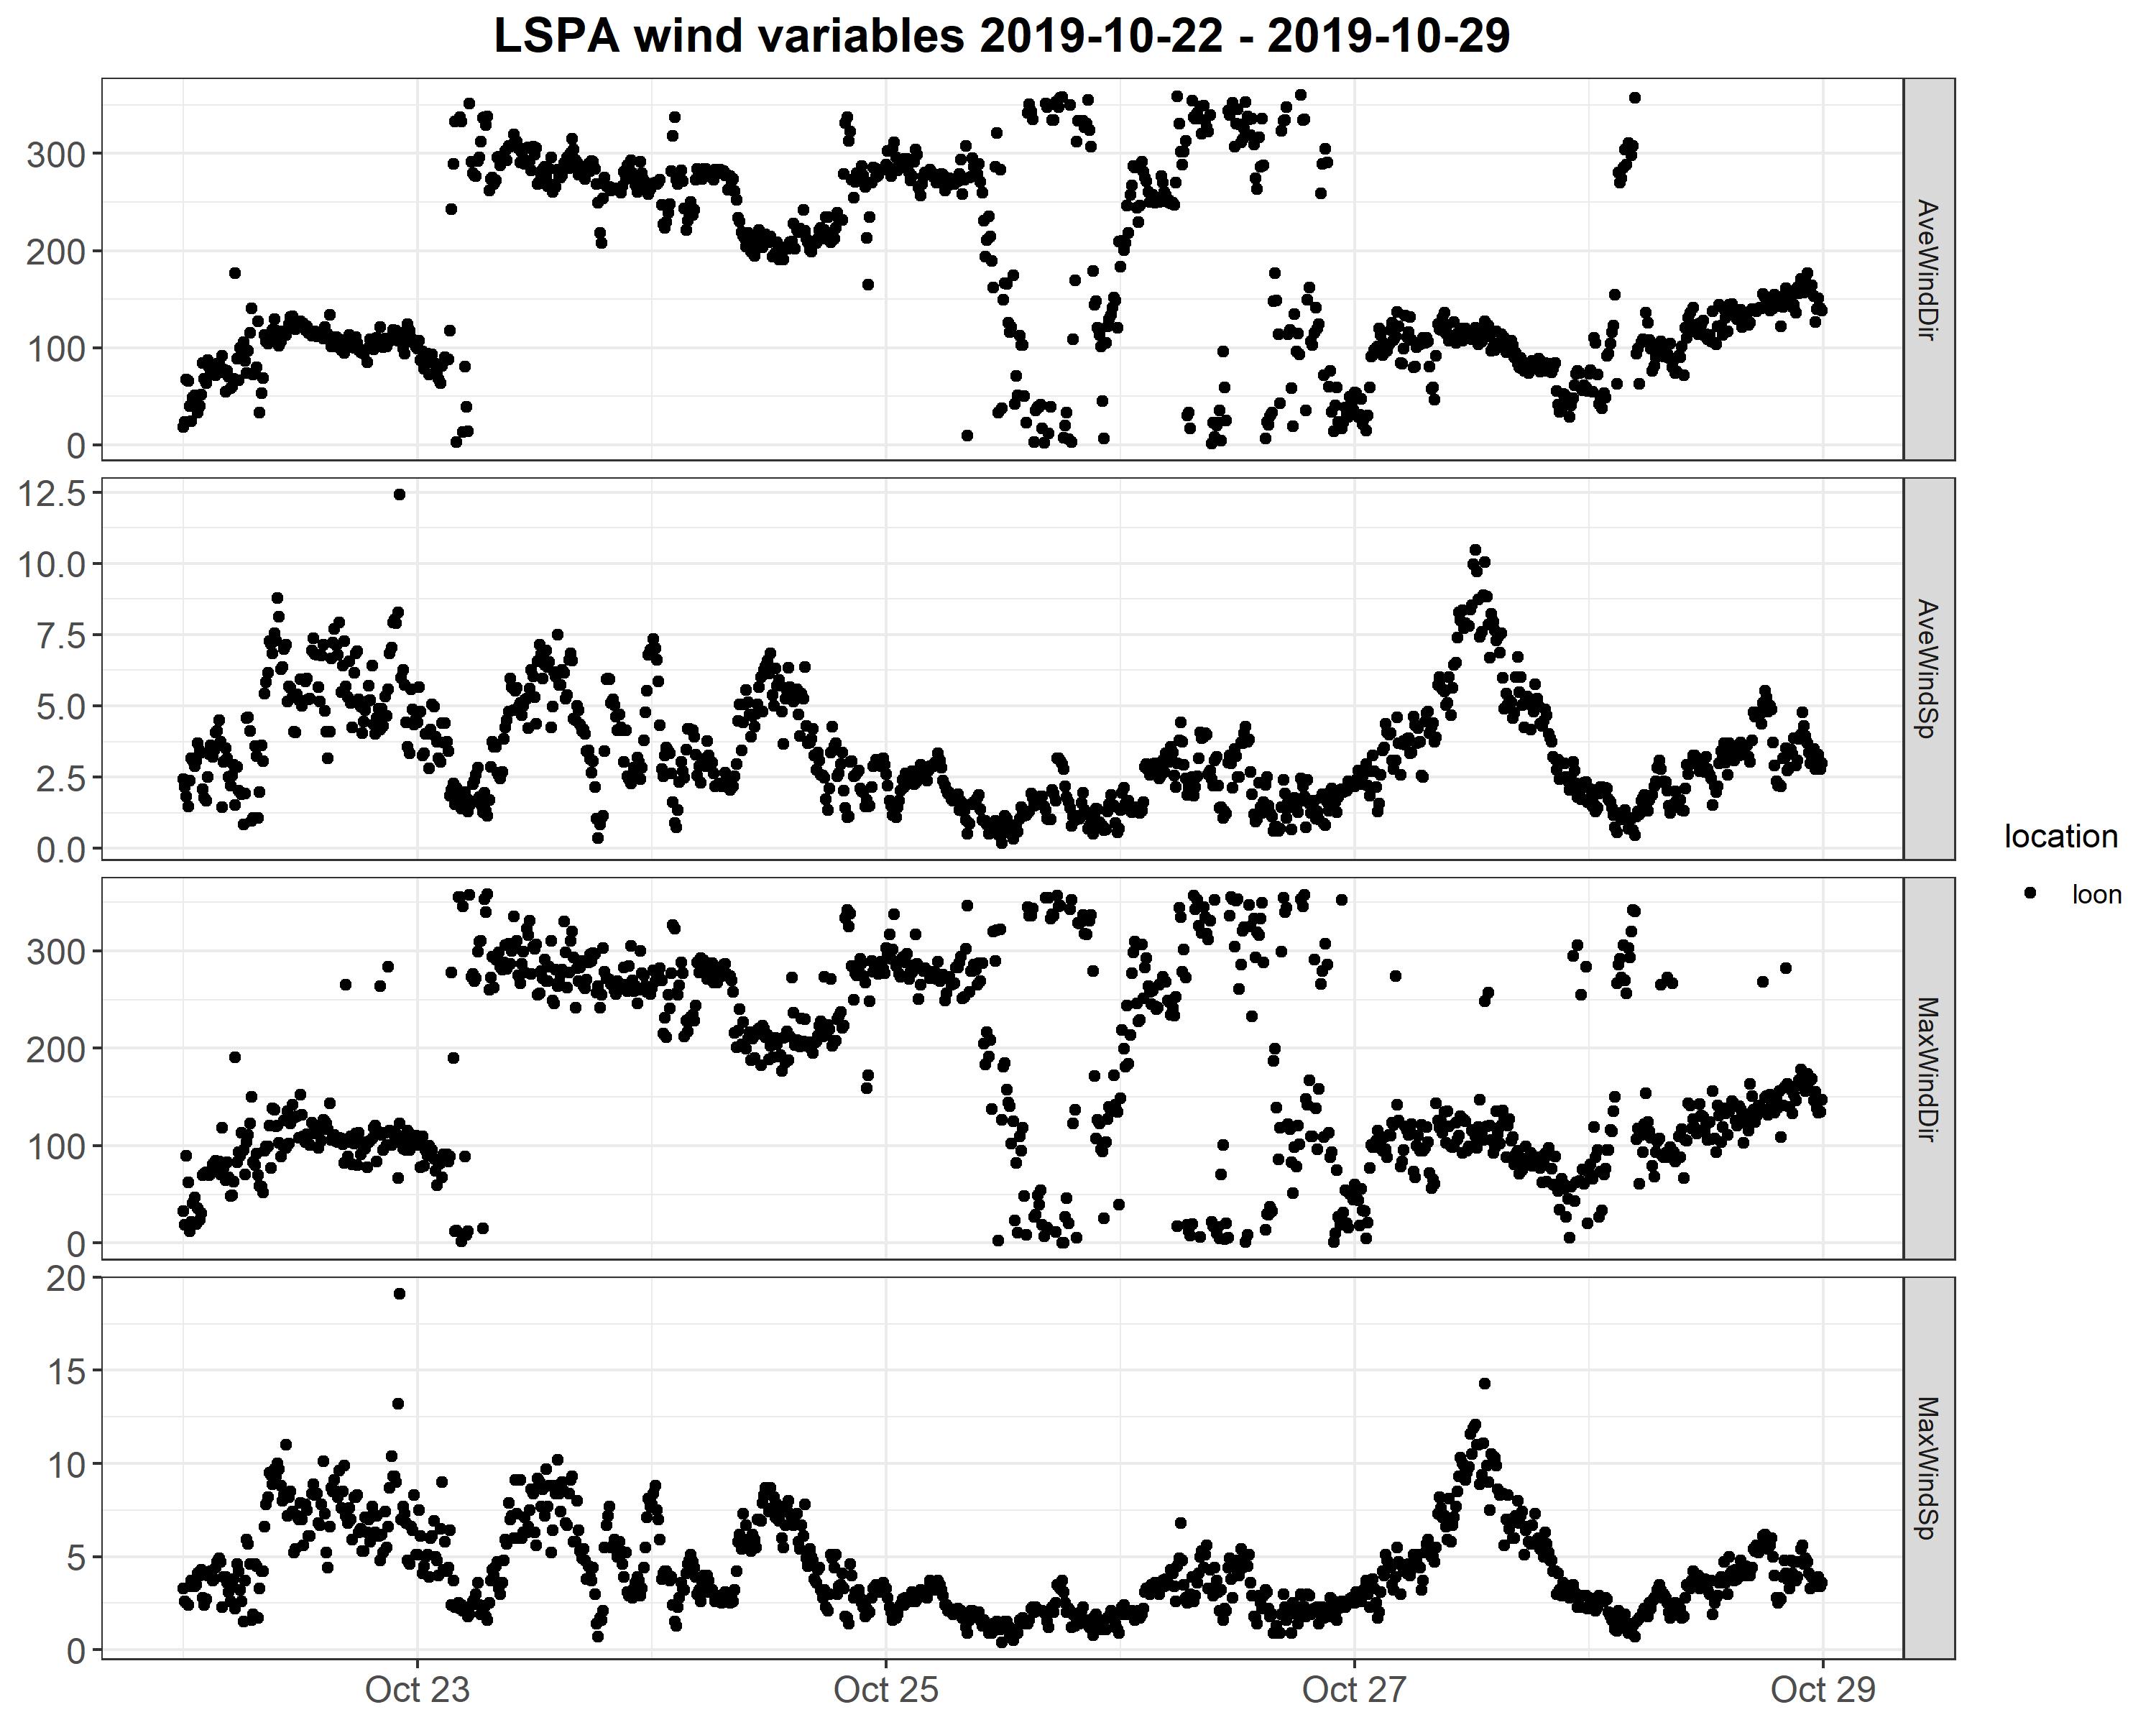 LSPA wind variables 2019-10-22 - 2019-10-29
300
200
100
0
AveWindDir
12.5
10.0
7.5
5.0
2.5
0.0
AveWindSp
location
loon
300
200
100
0
MaxWindDir
20
15
10
5
0
MaxWindSp
Oct 23 Oct 25 Oct 27 Oct 29